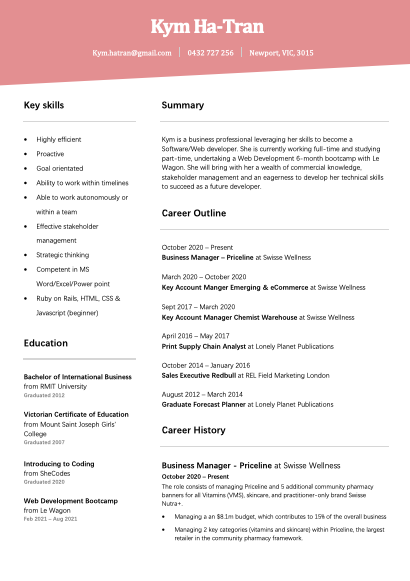 Kym Ha-Tran
Kym.hatran@gmail.com | 0432 727 256 | Newport, VIC, 3015
Key skills
• Highly efficient
• Proactive
• Goal orientated
• Ability to work within timelines
• Able to work autonomously or
within a team
• Effective stakeholder
management
• Strategic thinking
• Competent in MS
Word/Excel/Power point
• Ruby on Rails, HTML, CSS &
Javascript (beginner)
Education
Bachelor of International Business
from RMIT University
Graduated 2012
Victorian Certificate of Education
from Mount Saint Joseph Girls'
College
Graduated 2007
Introducing to Coding
from SheCodes
Graduated 2020
Web Development Bootcamp
from Le Wagon
Feb 2021 – Aug 2021
Summary
Kym is a business professional leveraging her skills to become a
Software/Web developer. She is currently working full-time and studying
part-time, undertaking a Web Development 6-month bootcamp with Le
Wagon. She will bring with her a wealth of commercial knowledge,
stakeholder management and an eagerness to develop her technical skills
to succeed as a future developer.
Career Outline
October 2020 – Present
Business Manager – Priceline at Swisse Wellness
March 2020 – October 2020
Key Account Manger Emerging & eCommerce at Swisse Wellness
Sept 2017 – March 2020
Key Account Manager Chemist Warehouse at Swisse Wellness
April 2016 – May 2017
Print Supply Chain Analyst at Lonely Planet Publications
October 2014 – January 2016
Sales Executive Redbull at REL Field Marketing London
August 2012 – March 2014
Graduate Forecast Planner at Lonely Planet Publications
Career History
Business Manager - Priceline at Swisse Wellness
October 2020 – Present
The role consists of managing Priceline and 5 additional community pharmacy
banners for all Vitamins (VMS), skincare, and practitioner-only brand Swisse
Nutra+.
• Managing a an $8.1m budget, which contributes to 15% of the overall business
• Managing 2 key categories (vitamins and skincare) within Priceline, the largest
retailer in the community pharmacy framework.